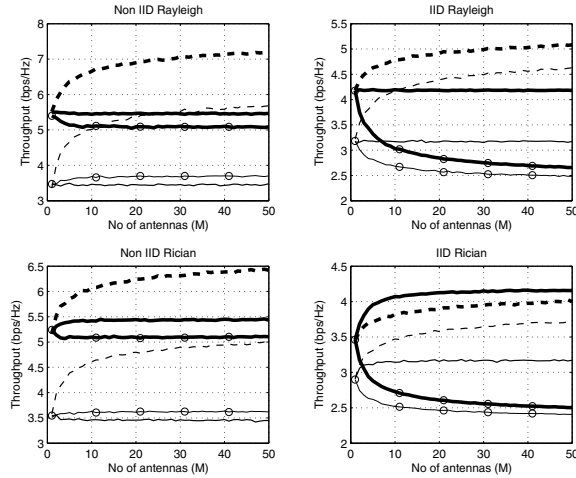 Non IID Rayleigh
8
7
6
5
4
3
Throughput (bps/Hz)
0 10 20 30 40 50
No of antennas (M)
IID Rayleigh
5.5
5
4.5
4
3.5
3
2.5
2
Throughput (bps/Hz)
0 10 20 30 40 50
No of antennas (M)
Non IID Rician
6.5
6
5.5
5
4.5
4
3.5
3
Throughput (bps/Hz)
0 10 20 30 40 50
No of antennas (M)
IID Rician
4.5
4
3.5
3
2.5
2
Throughput (bps/Hz)
0 10 20 30 40 50
No of antennas (M)